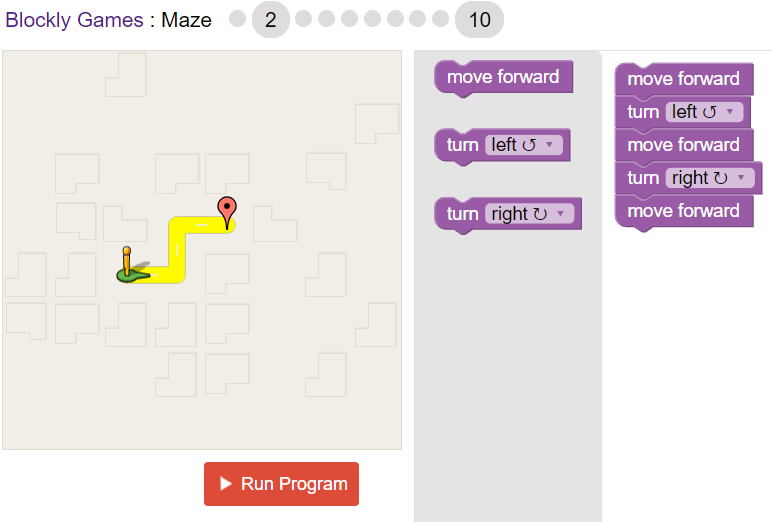 Blockly Games : Maze 2 10
move forward
turn left ↺ ▾
turn right ↻ ▾
move forward
turn left ↺ ▾
move forward
turn right ↻ ▾
move forward
Run Program